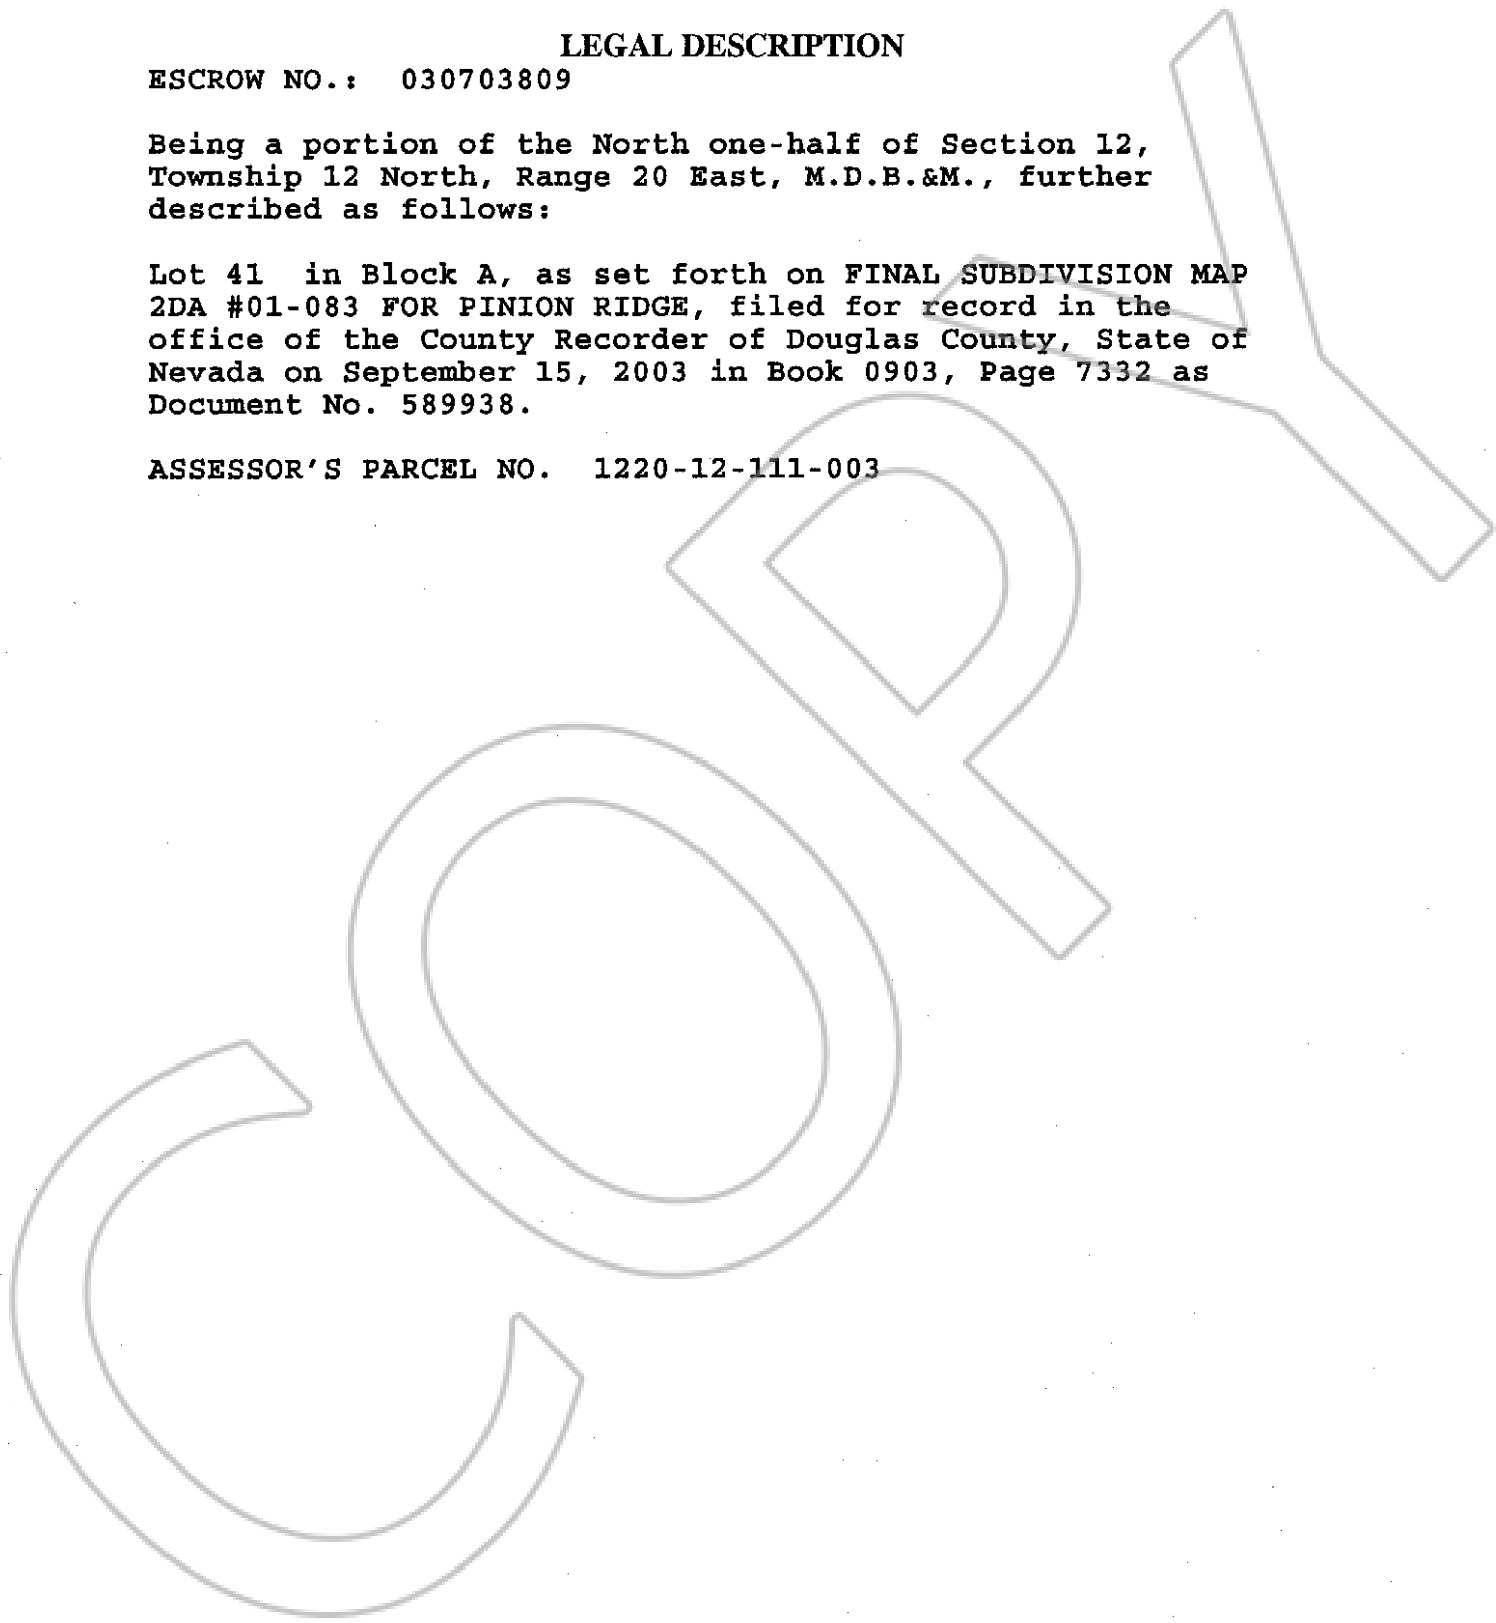 LEGAL DESCRIPTION
ESCROW NO.: 030703809
Being a portion of the North one-half of Section 12,
Township 12 North, Range 20 East, M.D.B.&M., further
described as follows:
Lot 41 in Block A, as set forth on FINAL SUBDIVISION MAP
2DA #01-083 FOR PINION RIDGE, filed for record in the
office of the County Recorder of Douglas County, State of
Nevada on September 15, 2003 in Book 0903, Page 7332 as
Document No. 589938.
ASSESSOR'S PARCEL NO. 1220-12-111-003
COPY